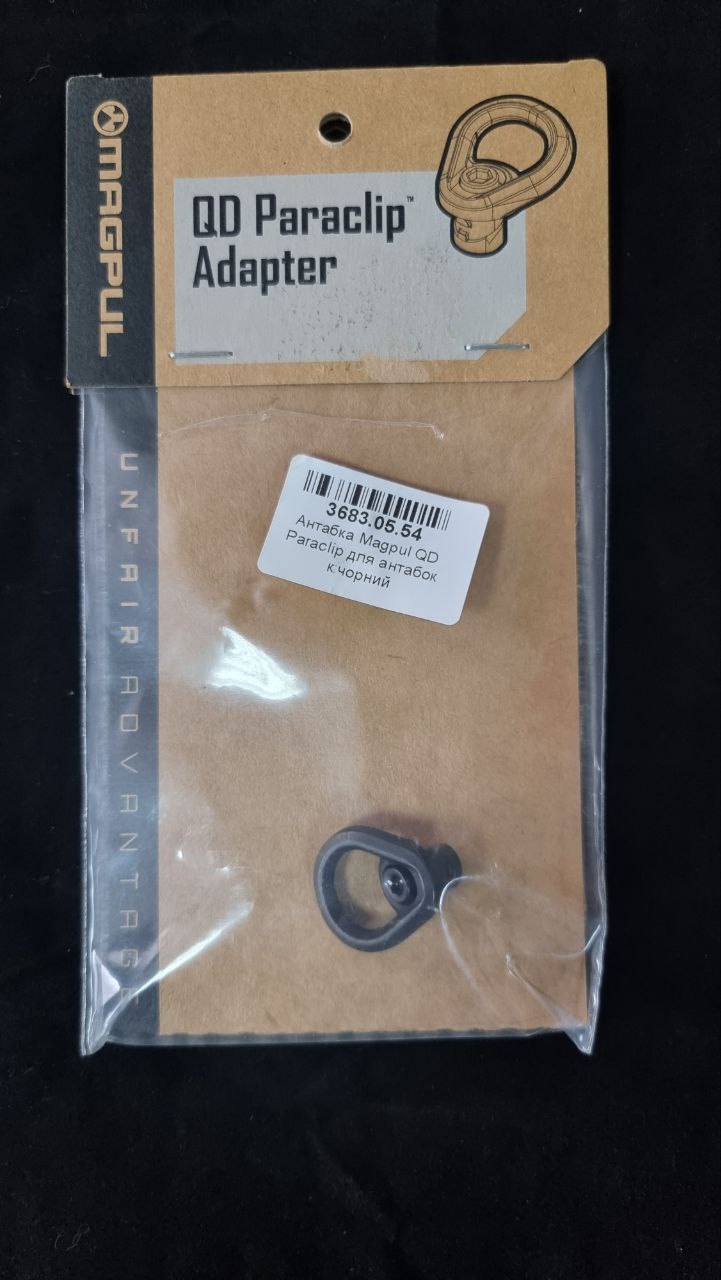 MAGPUL
QD Paraclip™
Adapter
UNFAIR ADVANTAGE
3683.05.54
Антабка Magpul QD
Paraclip для антабок
к:чорний